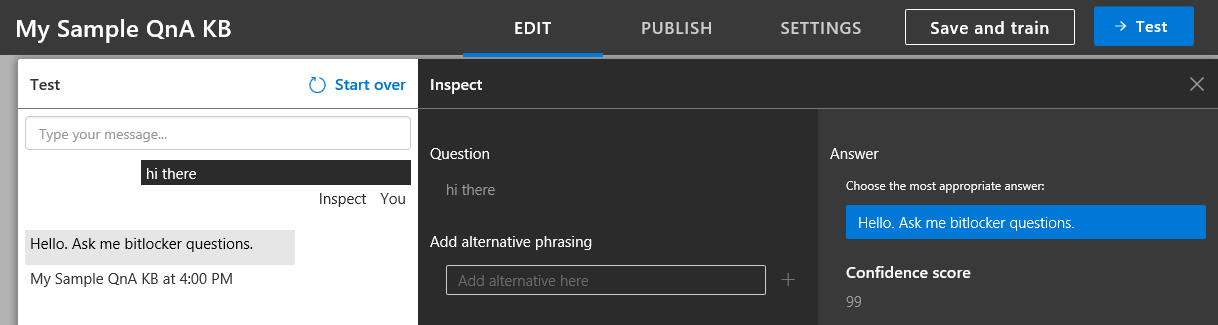 My Sample QnA KB
EDIT
PUBLISH
SETTINGS
Save and train
Test
Test
Start over
Type your message...
hi there
Inspect You
Hello. Ask me bitlocker questions.
My Sample QnA KB at 4:00 PM
Inspect
Question
hi there
Add alternative phrasing
Add alternative here
Answer
Choose the most appropriate answer:
Hello. Ask me bitlocker questions.
Confidence score
99